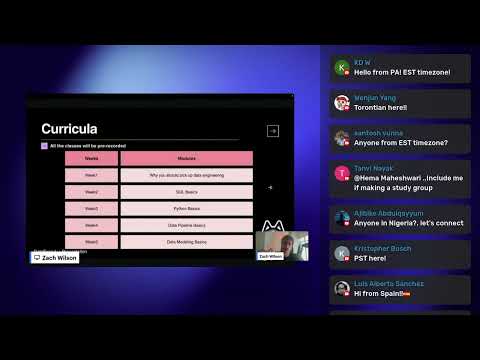 Curricula
All the classes will be pre-recorded
Weeks Modules
Week1 Why you should pick up data engineering
Week2 SQL Basics
Week3 Python Basics
Week4 Data Pipeline Basics
Week5 Data Modeling Basics
Zach Wilson
Zach Wilson
K
KD W
Hello from PA! EST timezone!
Wenjun Yang
Torontian here!!
santosh vunna
Anyone from EST timezone?
T
Tanvi Nayak
@Hema Maheshwari ..Include me
if making a study group
Ajibike Abdulqayyum
Anyone in Nigeria?. let's connect
Kristopher Bosch
PST here!
Luis Alberto Sánchez
Hi from Spain!!